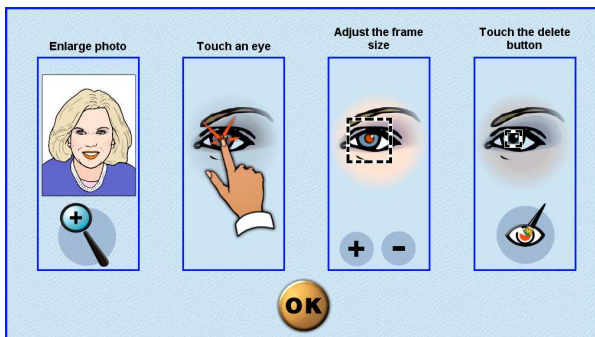 Enlarge photo
Touch an eye
Adjust the frame
size
Touch the delete
button
+
+ -
OK